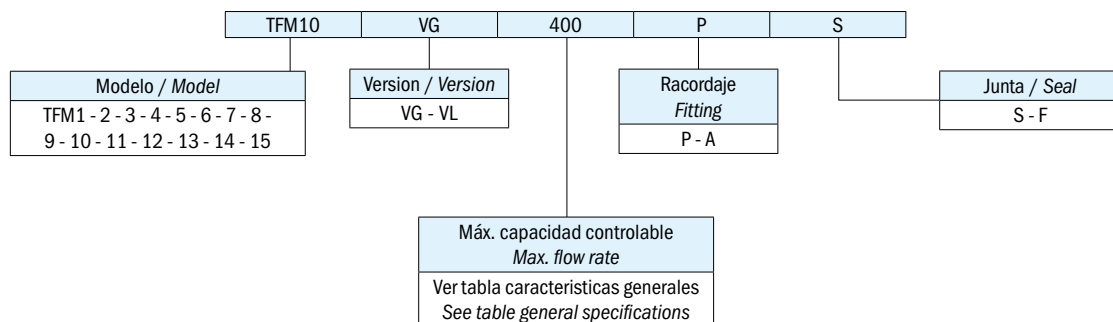 TFM10 VG 400 P S
Modelo / Model
TFM1 - 2 - 3 - 4 - 5 - 6 - 7 - 8 -
9 - 10 - 11 - 12 - 13 - 14 - 15
Version / Version
VG - VL
Racordaje
Fitting
P - A
Junta / Seal
S - F
Máx. capacidad controlable
Max. flow rate
Ver tabla caracteristicas generales
See table general specifications